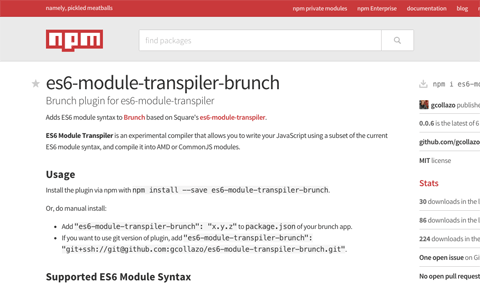 namely, pickled meatballs
npm private modules npm Enterprise documentation blog
npm
find packages
es6-module-transpiler-brunch
Brunch plugin for es6-module-transpiler
Adds ES6 module syntax to Brunch based on Square's es6-module-transpiler.
ES6 Module Transpiler is an experimental compiler that allows you to write your JavaScript using a subset of the current
ES6 module syntax, and compile it into AMD or CommonJS modules.
Usage
Install the plugin via npm with npm install --save es6-module-transpiler-brunch.
Or, do manual install:
• Add "es6-module-transpiler-brunch": "x.y.z" to package.json of your brunch app.
• If you want to use git version of plugin, add "es6-module-transpiler-brunch":
"git+ssh://git@github.com:gcollazo/es6-module-transpiler-brunch.git".
Supported ES6 Module Syntax
npm i es6-mo
gcollazo publishe
0.0.6 is the latest of 6
github.com/gcollazo
MIT license
Stats
30 downloads in the l
86 downloads in the l
224 downloads in the
One open issue on Git
No open pull request